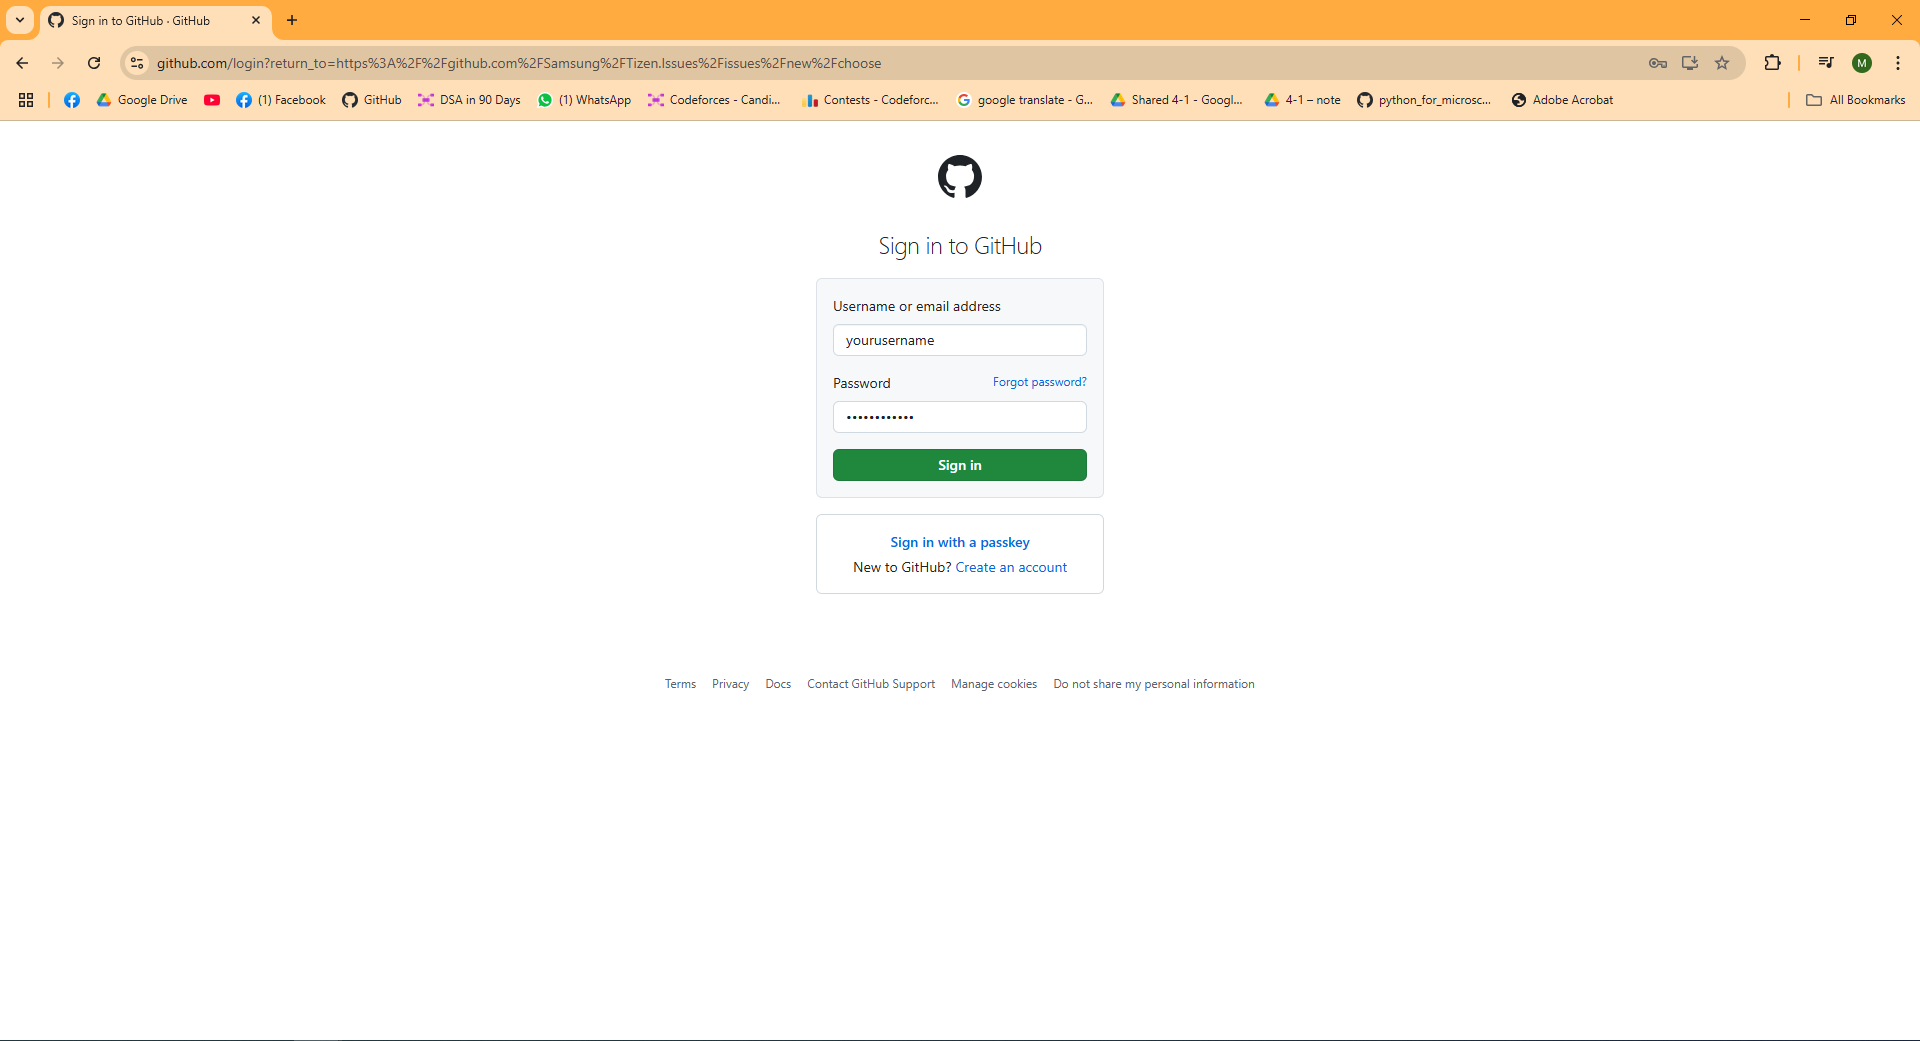 Sign in to GitHub · GitHub
github.com/login?return_to=https%3A%2F%2Fgithub.com%2FSamsung%2FTizen.Issues%2Fissues%2Fnew%2Fchoose
M
Google Drive (1) Facebook GitHub DSA in 90 Days (1) WhatsApp Codeforces - Candi... Contests - Codeforc... google translate - G... Shared 4-1 - Googl... 4-1 – note python_for_microsc... Adobe Acrobat All Bookmarks
Sign in to GitHub
Username or email address
yourusername
Password Forgot password?
••••••••••••
Sign in
Sign in with a passkey
New to GitHub? Create an account
Terms Privacy Docs Contact GitHub Support Manage cookies Do not share my personal information